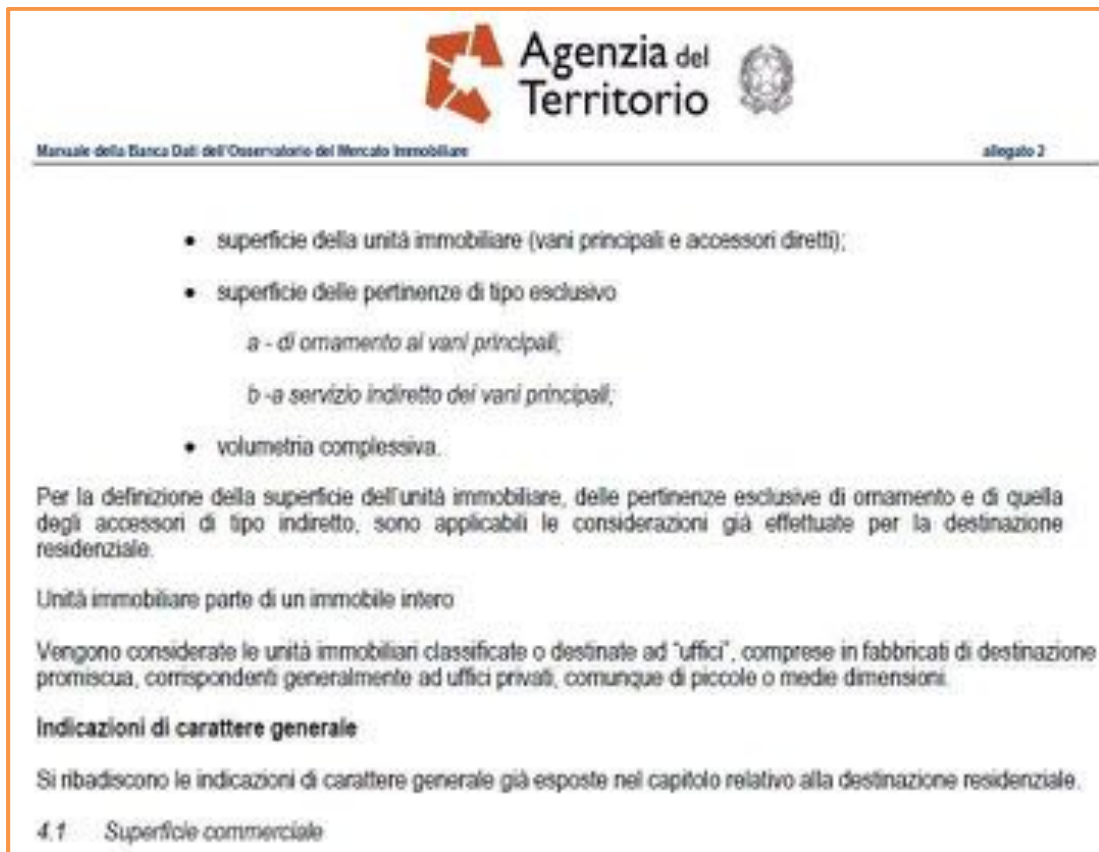 Agenzia del
Territorio
Manuale della Banca Dati dell'Osservatorio del Mercato Immobiliare allegato 2
• superficie della unità immobiliare (vani principali e accessori diretti);
• superficie delle pertinenze di tipo esclusivo
a - di ornamento ai vani principali;
b -a servizio indiretto dei vani principali;
• volumetria complessiva.
Per la definizione della superficie dell'unità immobiliare, delle pertinenze esclusive di ornamento e di quella
degli accessori di tipo indiretto, sono applicabili le considerazioni già effettuate per la destinazione
residenziale.
Unità immobiliare parte di un immobile intero
Vengono considerate le unità immobiliari classificate o destinate ad "uffici", comprese in fabbricati di destinazione
promiscua, corrispondenti generalmente ad uffici privati, comunque di piccole o medie dimensioni.
Indicazioni di carattere generale
Si ribadiscono le indicazioni di carattere generale già esposte nel capitolo relativo alla destinazione residenziale.
4.1 Superficie commerciale